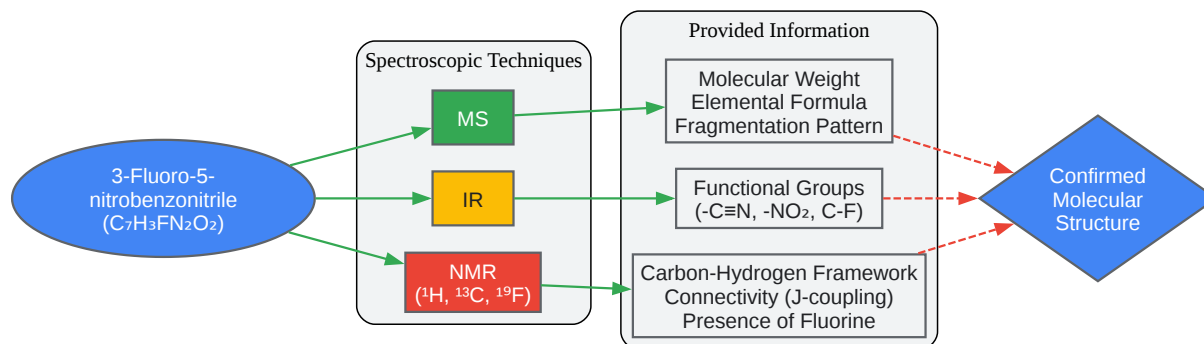 3-Fluoro-5-
nitrobenzonitrile
(C₇H₃FN₂O₂)
Spectroscopic Techniques
MS
IR
NMR
(¹H, ¹³C, ¹⁹F)
Provided Information
Molecular Weight
Elemental Formula
Fragmentation Pattern
Functional Groups
(-C≡N, -NO₂, C-F)
Carbon-Hydrogen Framework
Connectivity (J-coupling)
Presence of Fluorine
Confirmed
Molecular
Structure